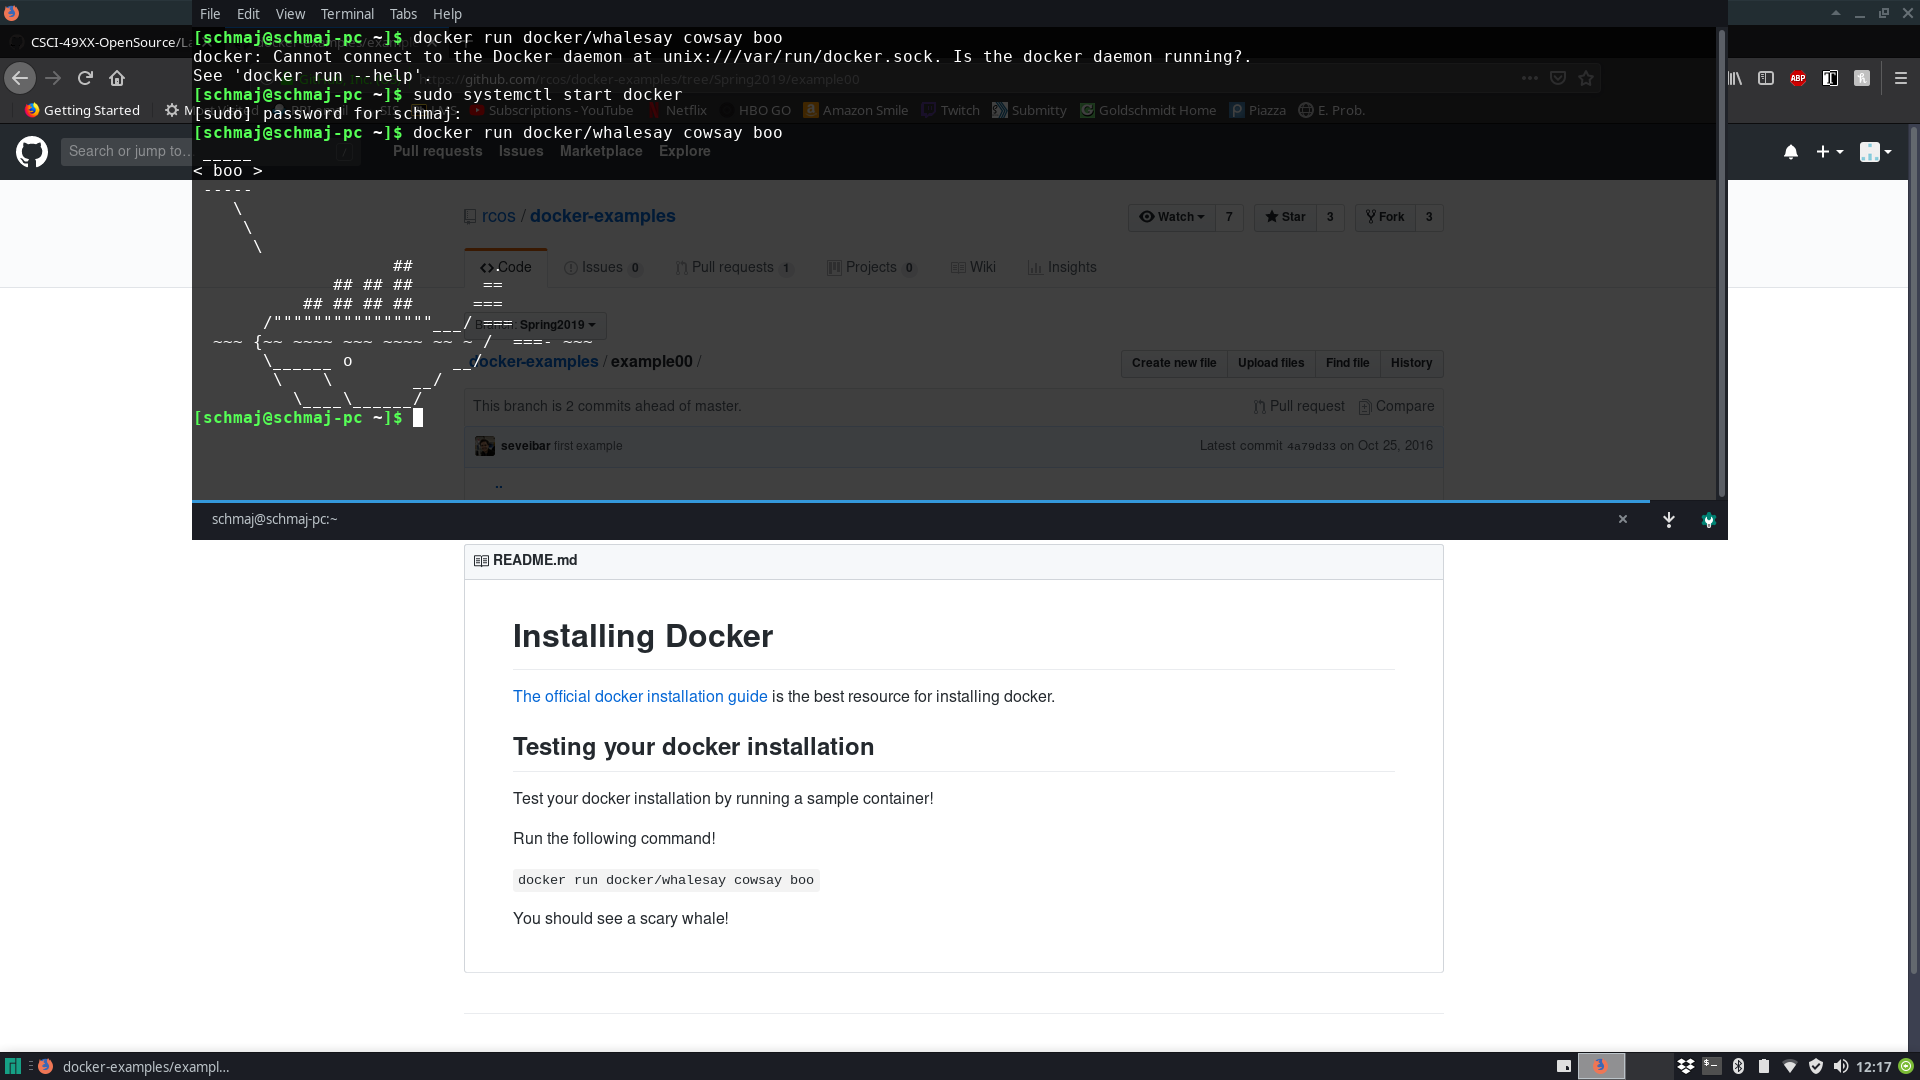 File Edit View Terminal Tabs Help
CSCI-49XX-OpenSource/La
[schmaj@schmaj-pc ~]$ docker run docker/whalesay cowsay boo
docker: Cannot connect to the Docker daemon at unix:///var/run/docker.sock. Is the docker daemon running?.
See 'docker run --help'.
https://github.com/rcos/docker-examples/tree/Spring2019/example00
ABP
[schmaj@schmaj-pc ~]$ sudo systemctl start docker
Getting Started
Subscriptions - YouTube Netflix HBO GO Amazon Smile Twitch Sonarr Smitty Goldschmidt Home Piazza E. Prob.
[sudo] password for schmaj:
[schmaj@schmaj-pc ~]$ docker run docker/whalesay cowsay boo
Search or jump to... / Pull requests Issues Marketplace Explore
 _____
< boo >
 -----
    \
     \
      \
                    ##        .
              ## ## ##       ==
           ## ## ## ##      ===
       /""""""""""""""""___/ ===
  ~~~ {~~ ~~~~ ~~~ ~~~~ ~~ ~ /  ===- ~~~
       \______ o          __/
        \    \        __/
          \____\______/
[schmaj@schmaj-pc ~]$
rcos / docker-examples
Watch 7 Star 3 Fork 3
Code Issues 0 Pull requests 1 Projects 0 Wiki Insights
Branch: Spring2019
docker-examples / example00 /
Create new file Upload files Find file History
This branch is 2 commits ahead of master.
Pull request Compare
seveibar first example
Latest commit 4a79d33 on Oct 25, 2016
..
schmaj@schmaj-pc:~
README.md
Installing Docker
The official docker installation guide is the best resource for installing docker.
Testing your docker installation
Test your docker installation by running a sample container!
Run the following command!
docker run docker/whalesay cowsay boo
You should see a scary whale!
docker-examples/exampl...
12:17